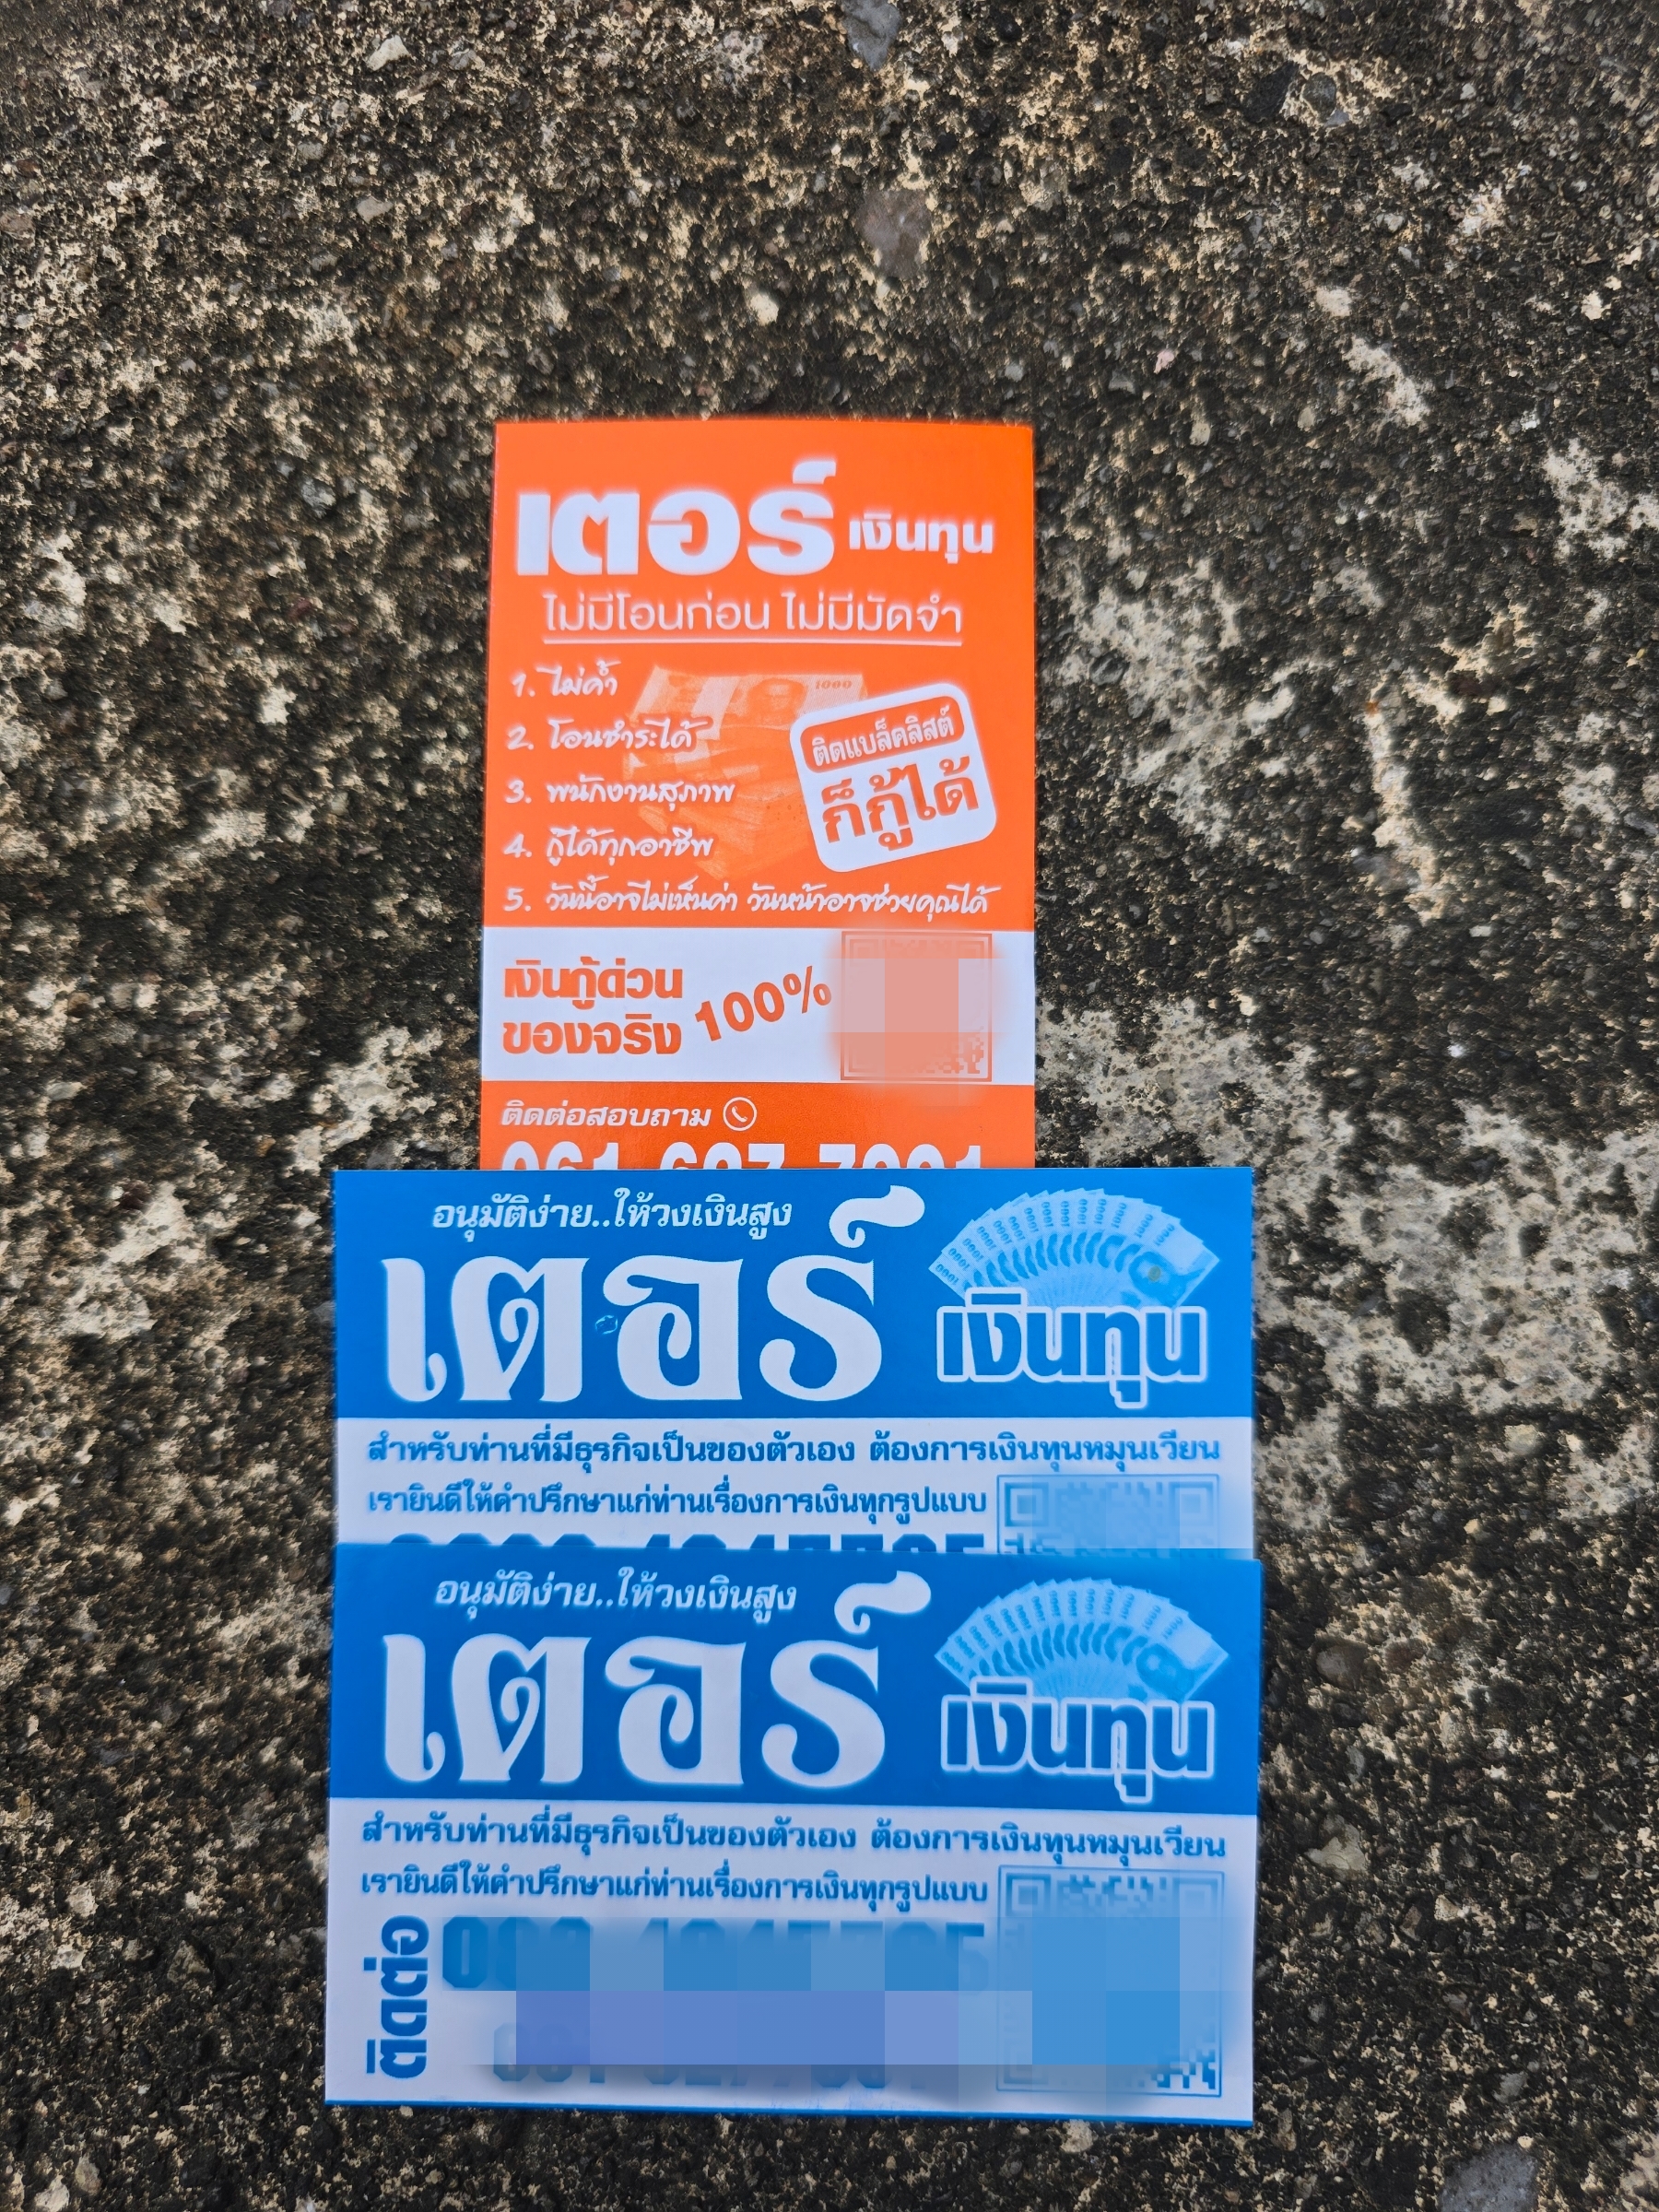 เตอร์ เงินทุน
ไม่มีโอนก่อน ไม่มีมัดจำ
1. ไม่ค้ำ
2. โอนชำระได้
3. พนักงานสุภาพ
4. กู้ได้ทุกอาชีพ
5. วันนี้อาจไม่เห็นค่า วันหน้าอาจช่วยคุณได้
1000
ติดแบล็คลิสต์
ก็กู้ได้
เงินกู้ด่วน
ของจริง 100%
ติดต่อสอบถาม
อนุมัติง่าย..ให้วงเงินสูง
เตอร์ เงินทุน
สำหรับท่านที่มีธุรกิจเป็นของตัวเอง ต้องการเงินทุนหมุนเวียน
เรายินดีให้คำปรึกษาแก่ท่านเรื่องการเงินทุกรูปแบบ
อนุมัติง่าย..ให้วงเงินสูง
เตอร์ เงินทุน
สำหรับท่านที่มีธุรกิจเป็นของตัวเอง ต้องการเงินทุนหมุนเวียน
เรายินดีให้คำปรึกษาแก่ท่านเรื่องการเงินทุกรูปแบบ
ติดต่อ